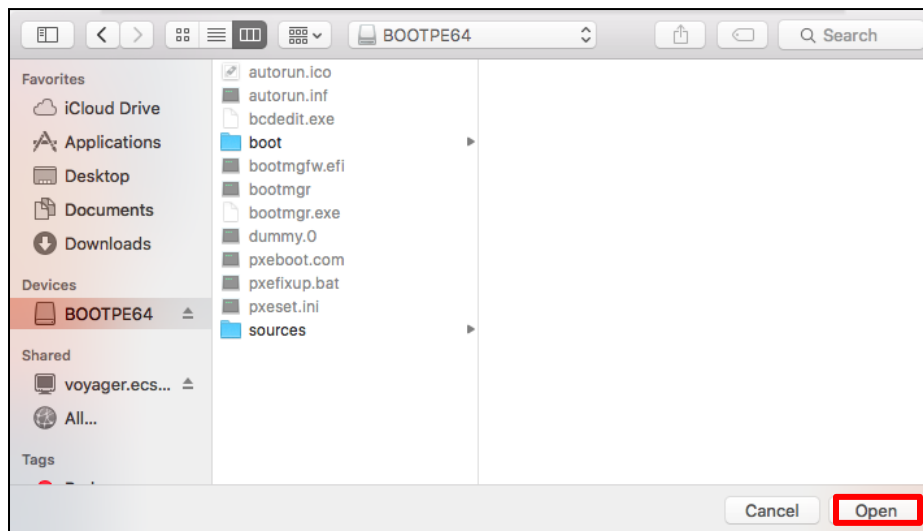 BOOTPE64
Search
Favorites
iCloud Drive
Applications
Desktop
Documents
Downloads
Devices
BOOTPE64
Shared
voyager.ecs...
All...
Tags
autorun.ico
autorun.inf
bcdedit.exe
boot
bootmgfw.efi
bootmgr
bootmgr.exe
dummy.0
pxeboot.com
pxefixup.bat
pxeset.ini
sources
Cancel
Open